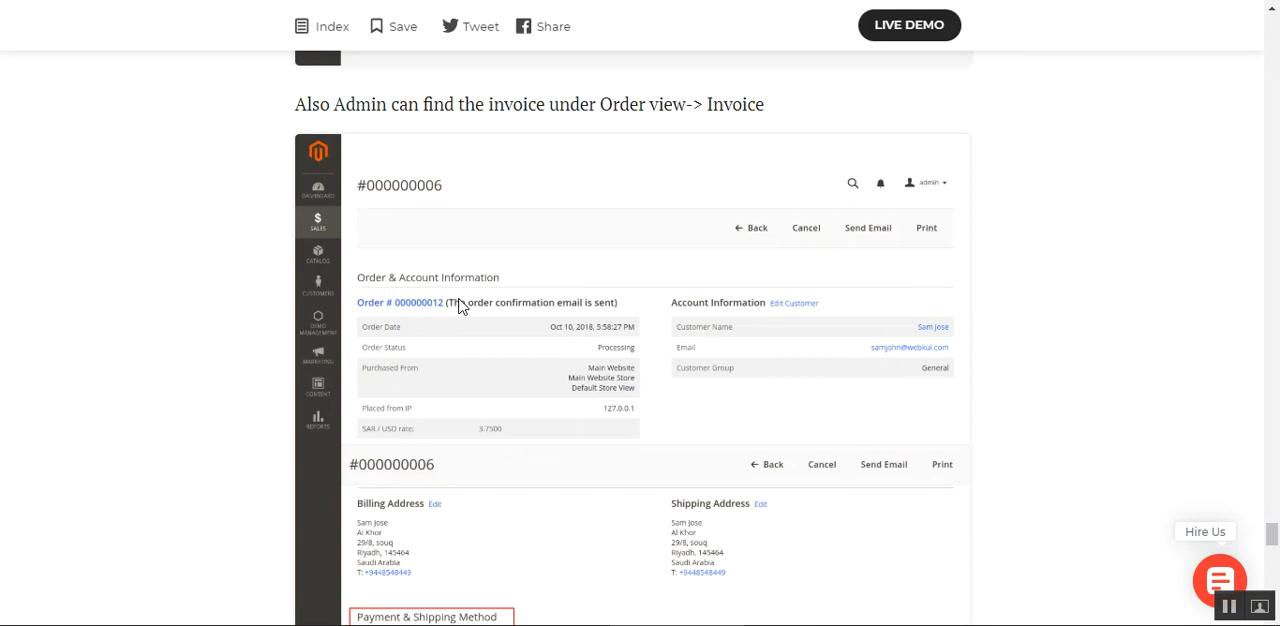 Index Save Tweet Share LIVE DEMO
Also Admin can find the invoice under Order view-> Invoice
#000000006
admin
DASHBOARD
SALES
CATALOG
CUSTOMERS
DEMO
MANAGEMENT
MARKETING
CONTENT
REPORTS
Back Cancel Send Email Print
Order & Account Information
Order # 000000012 (The order confirmation email is sent)
Order Date Oct 10, 2018, 5:58:27 PM
Order Status Processing
Purchased From Main Website
Main Website Store
Default Store View
Placed from IP 127.0.0.1
SAR / USD rate: 3.7500
Account Information Edit Customer
Customer Name Sam Jose
Email samjohn@webkul.com
Customer Group General
#000000006 Back Cancel Send Email Print
Billing Address Edit
Sam Jose
Al Khor
29/8, souq
Riyadh, 145464
Saudi Arabia
T: +9448548449
Shipping Address Edit
Sam Jose
Al Khor
29/8, souq
Riyadh, 145464
Saudi Arabia
T: +9448548449
Payment & Shipping Method
Hire Us